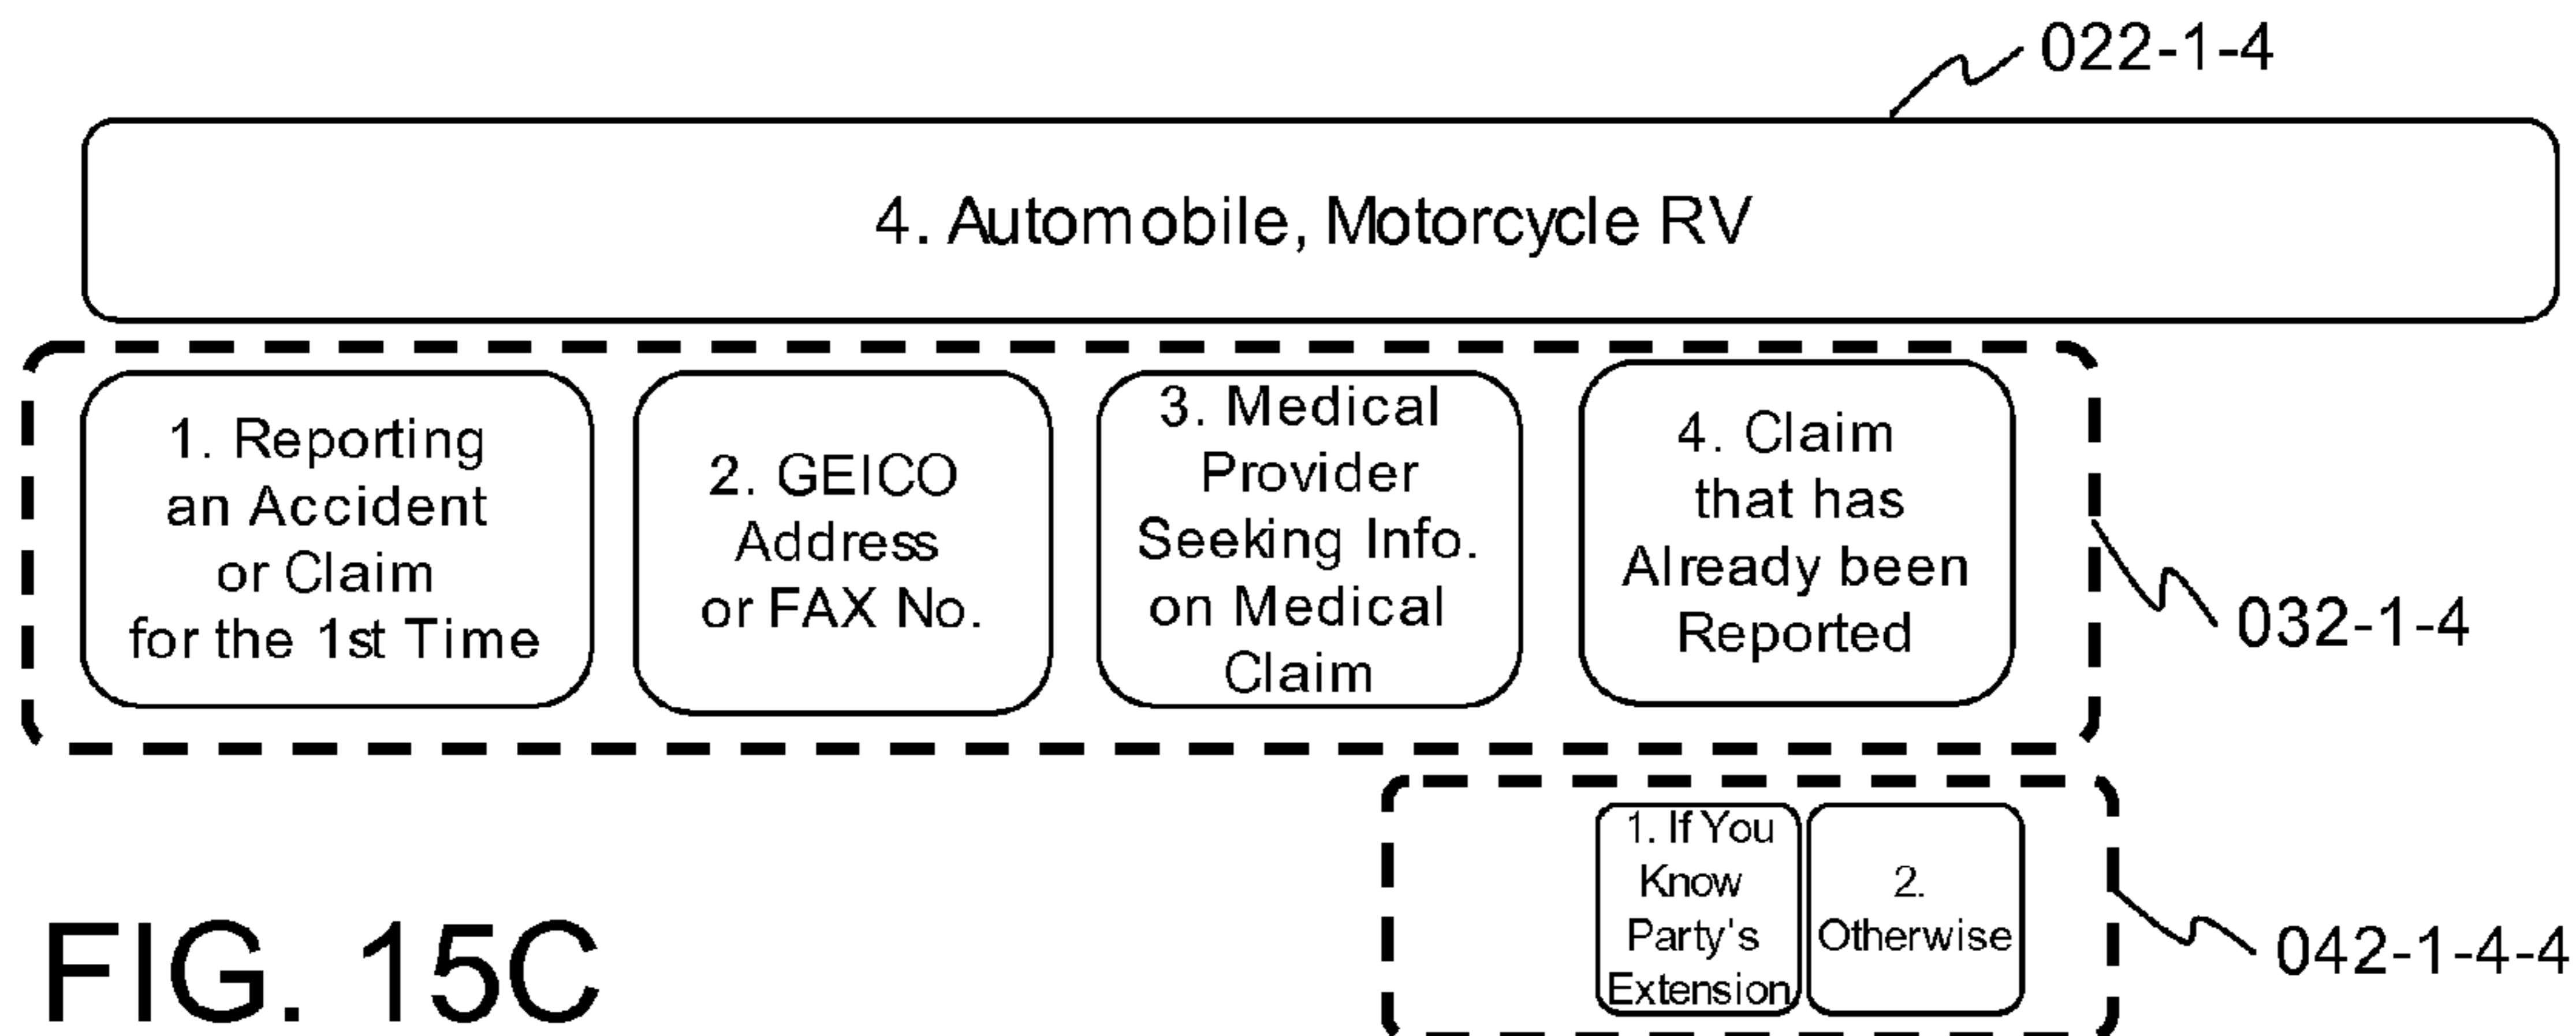 022-1-4
4. Automobile, Motorcycle RV
1. Reporting
an Accident
or Claim
for the 1st Time
2. GEICO
Address
or FAX No.
3. Medical
Provider
Seeking Info.
on Medical
Claim
4. Claim
that has
Already been
Reported
032-1-4
1. If You
Know
Party's
Extension
2.
Otherwise
042-1-4-4
FIG. 15C